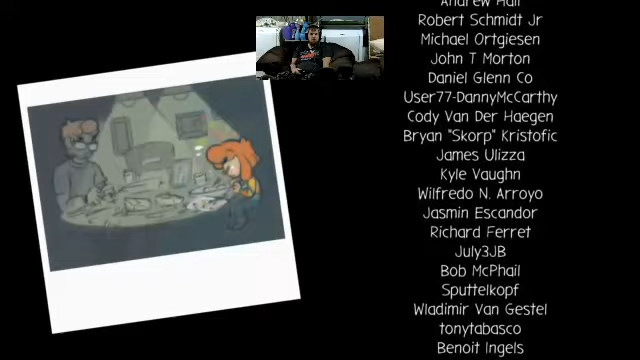 Andrew Hall
Robert Schmidt Jr
Michael Ortgiesen
John T Morton
Daniel Glenn Co
User77-DannyMcCarthy
Cody Van Der Haegen
Bryan "Skorp" Kristofic
James Ulizza
Kyle Vaughn
Wilfredo N. Arroyo
Jasmin Escandor
Richard Ferret
July3JB
Bob McPhail
Sputtelkopf
Wladimir Van Gestel
tonytabasco
Benoit Ingels